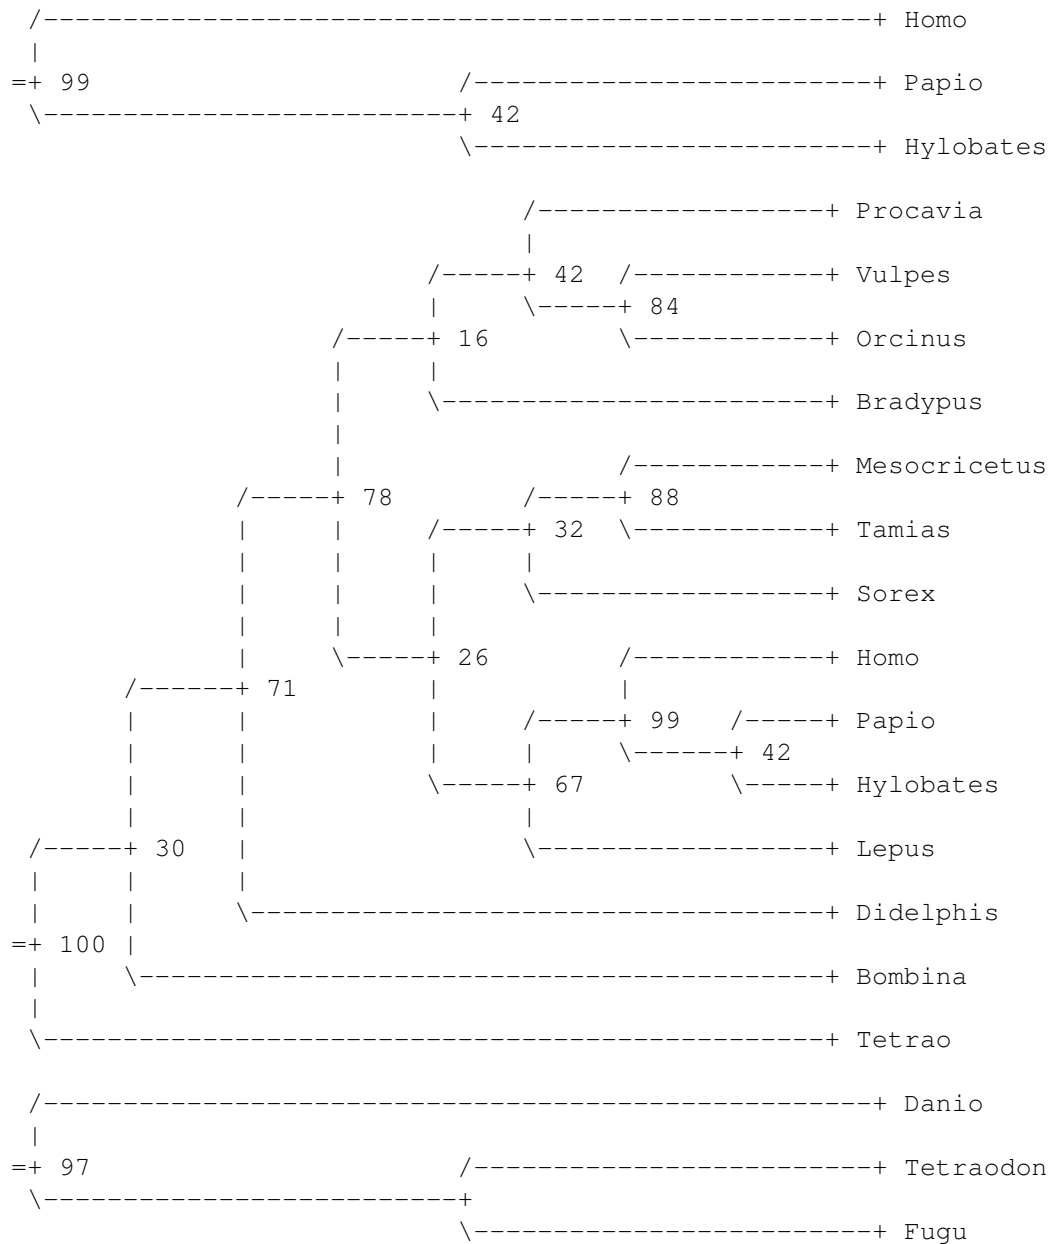 /----------------------------------------------------+ Homo
|
=+ 99                       /-------------------------+ Papio
\--------------------------+ 42
                            \-------------------------+ Hylobates
                                /------------------+ Procavia
                                |
                          /-----+ 42  /------------+ Vulpes
                          |     \-----+ 84
                    /-----+ 16        \------------+ Orcinus
                    |     |
                    |     \------------------------+ Bradypus
                    |
                    |                 /------------+ Mesocricetus
              /-----+ 78        /-----+ 88
              |     |     /-----+ 32  \------------+ Tamias
              |     |     |     |
              |     |     |     \------------------+ Sorex
              |     |     |
              |     \-----+ 26        /------------+ Homo
       /------+ 71        |           |
       |      |           |     /-----+ 99   /-----+ Papio
       |      |           |     |     \------+ 42
       |      |           \-----+ 67         \-----+ Hylobates
       |      |                 |
 /-----+ 30   |                 \------------------+ Lepus
 |     |      |
 |     |      \------------------------------------+ Didelphis
=+ 100 |
 |     \-------------------------------------------+ Bombina
 |
 \-------------------------------------------------+ Tetrao
/----------------------------------------------------+ Danio
|
=+ 97                       /-------------------------+ Tetraodon
\--------------------------+
                            \-------------------------+ Fugu